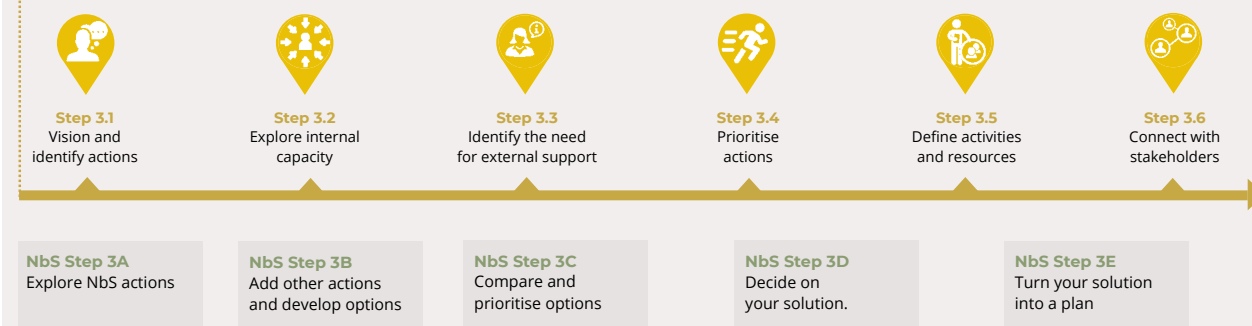 Step 3.1
Vision and
identify actions
Step 3.2
Explore internal
capacity
Step 3.3
Identify the need
for external support
Step 3.4
Prioritise
actions
Step 3.5
Define activities
and resources
Step 3.6
Connect with
stakeholders
NbS Step 3A
Explore NbS actions
NbS Step 3B
Add other actions
and develop options
NbS Step 3C
Compare and
prioritise options
NbS Step 3D
Decide on
your solution.
NbS Step 3E
Turn your solution
into a plan